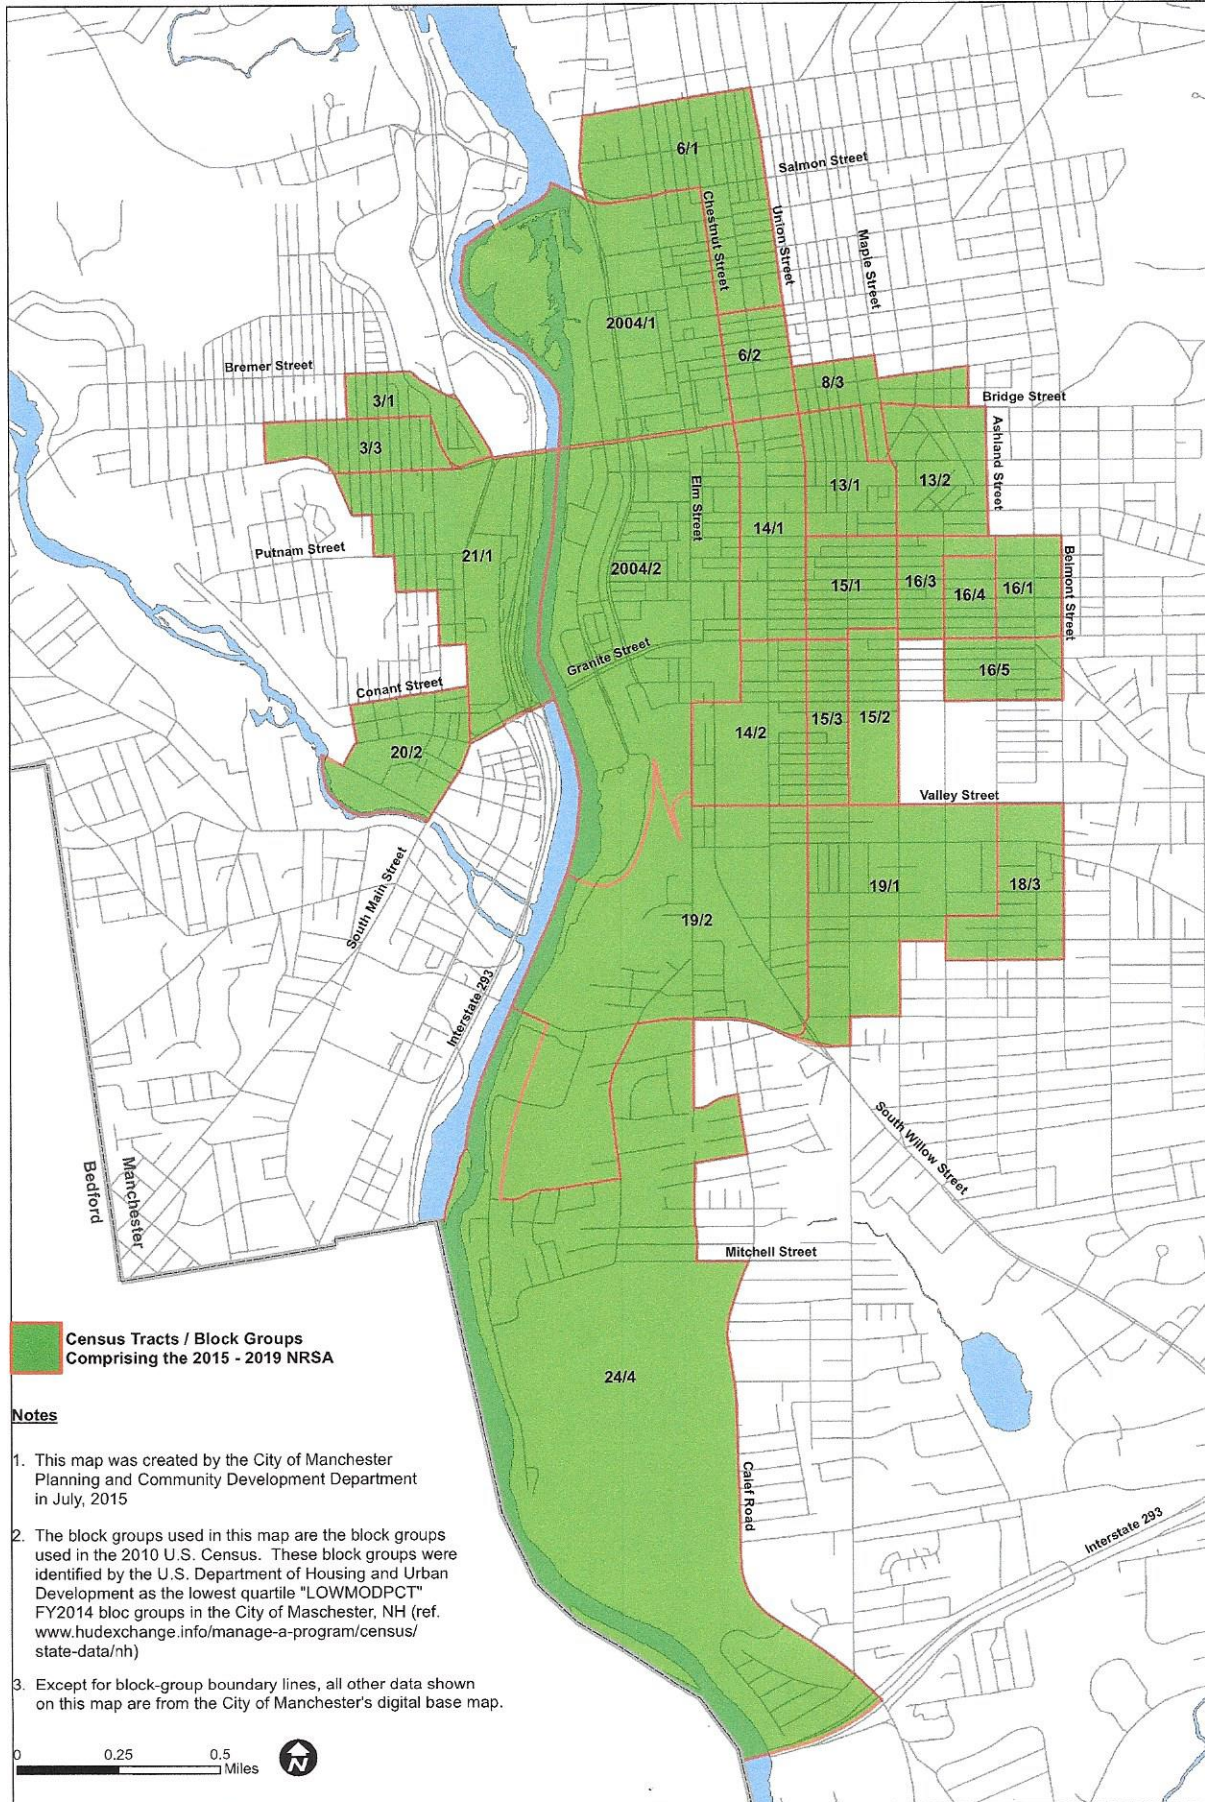 6/1
Salmon Street
Chestnut Street
Union Street
Maple Street
2004/1
6/2
Bremer Street
8/3
Bridge Street
3/1
3/3
Ashland Street
Elm Street
13/1
13/2
14/1
Putnam Street
21/1
2004/2
15/1
16/3
16/4
16/1
Belmont Street
Granite Street
16/5
Conant Street
14/2
15/3
15/2
20/2
Valley Street
South Main Street
19/1
18/3
19/2
Interstate 293
South Willow Street
Bedford
Manchester
Mitchell Street
Census Tracts / Block Groups
Comprising the 2015 - 2019 NRSA
24/4
Notes
1. This map was created by the City of Manchester
Planning and Community Development Department
in July, 2015
Calef Road
Interstate 293
2. The block groups used in this map are the block groups
used in the 2010 U.S. Census. These block groups were
identified by the U.S. Department of Housing and Urban
Development as the lowest quartile "LOWMODPCT"
FY2014 bloc groups in the City of Maschester, NH (ref.
www.hudexchange.info/manage-a-program/census/
state-data/nh)
3. Except for block-group boundary lines, all other data shown
on this map are from the City of Manchester's digital base map.
0 0.25 0.5
Miles
N